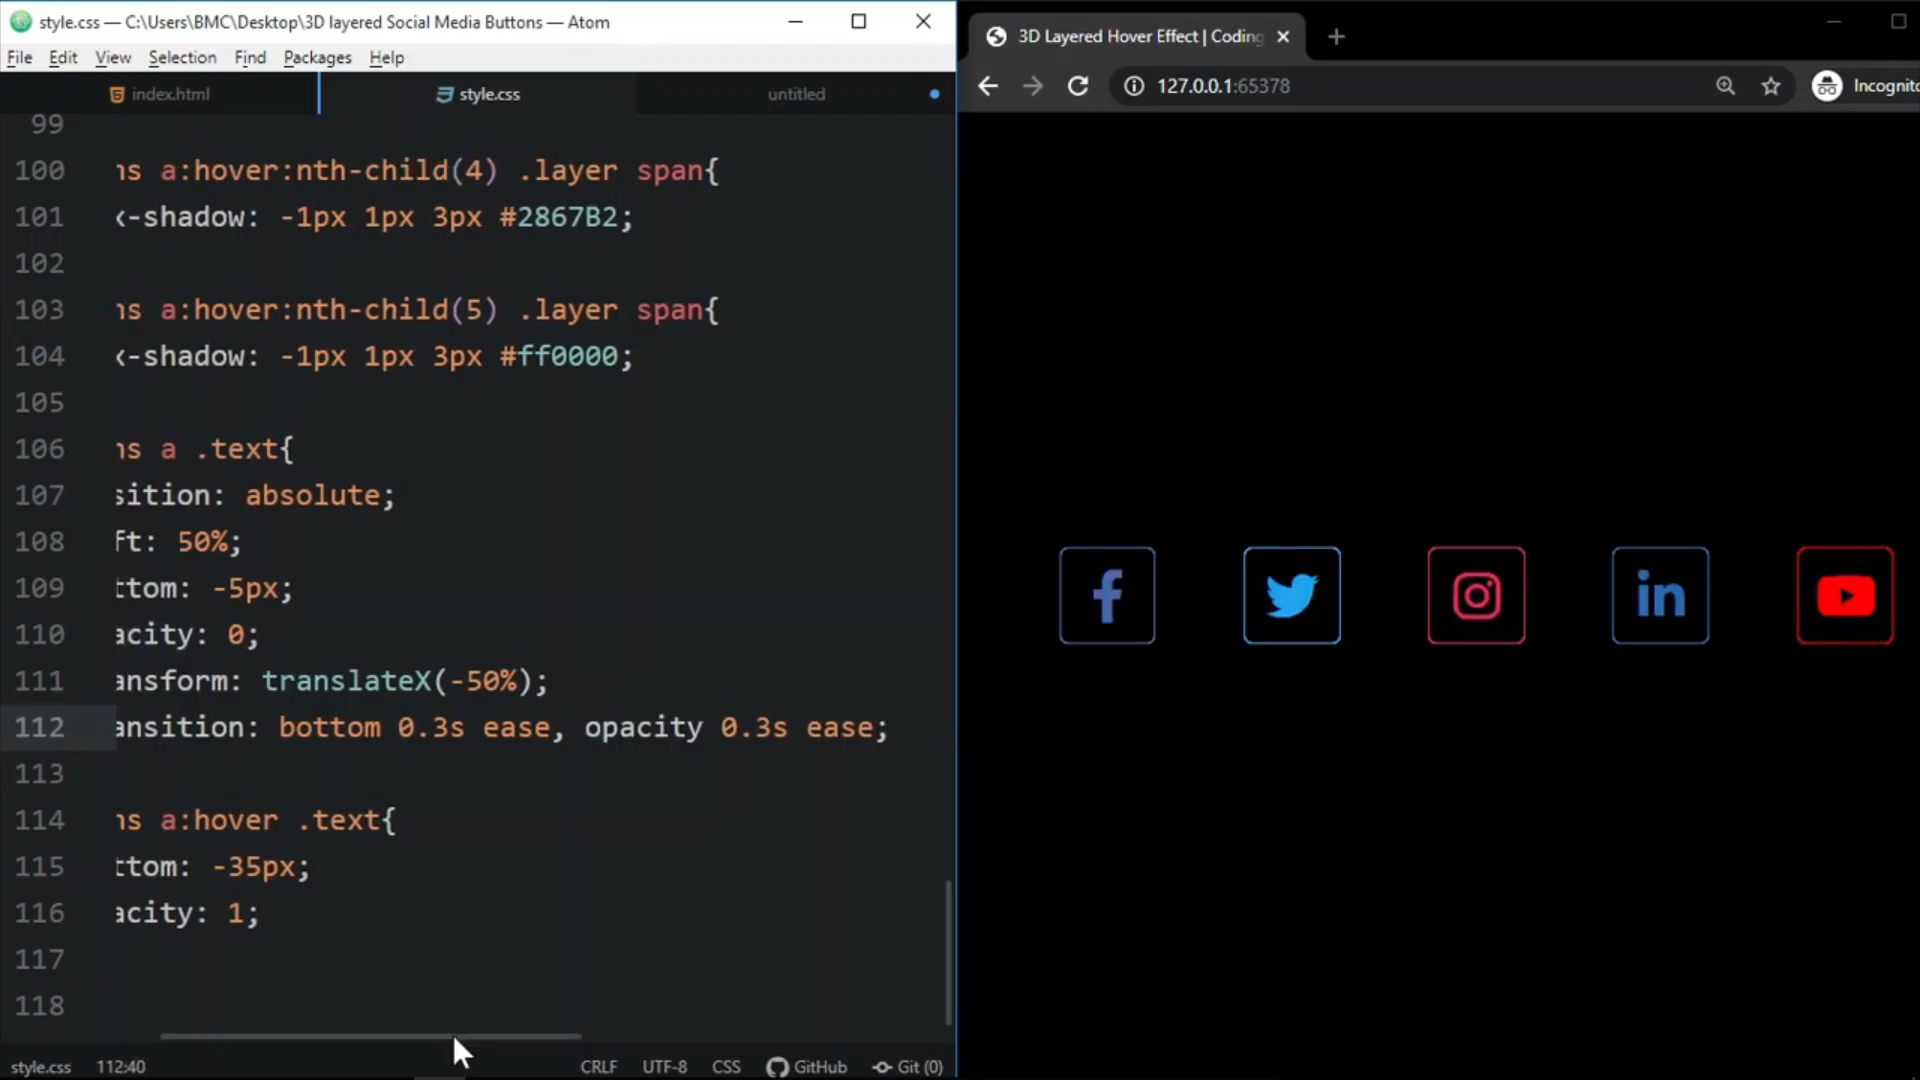 style.css — C:\Users\BMC\Desktop\3D layered Social Media Buttons — Atom
File Edit View Selection Find Packages Help
index.html style.css untitled
99
100 ns a:hover:nth-child(4) .layer span{
101 x-shadow: -1px 1px 3px #2867B2;
102
103 ns a:hover:nth-child(5) .layer span{
104 x-shadow: -1px 1px 3px #ff0000;
105
106 ns a .text{
107 sition: absolute;
108 ft: 50%;
109 ttom: -5px;
110 acity: 0;
111 ansform: translateX(-50%);
112 ansition: bottom 0.3s ease, opacity 0.3s ease;
113
114 ns a:hover .text{
115 ttom: -35px;
116 acity: 1;
117
118
style.css 112:40 CRLF UTF-8 CSS GitHub Git (0)
3D Layered Hover Effect | Coding
127.0.0.1:65378 Incognito
f in